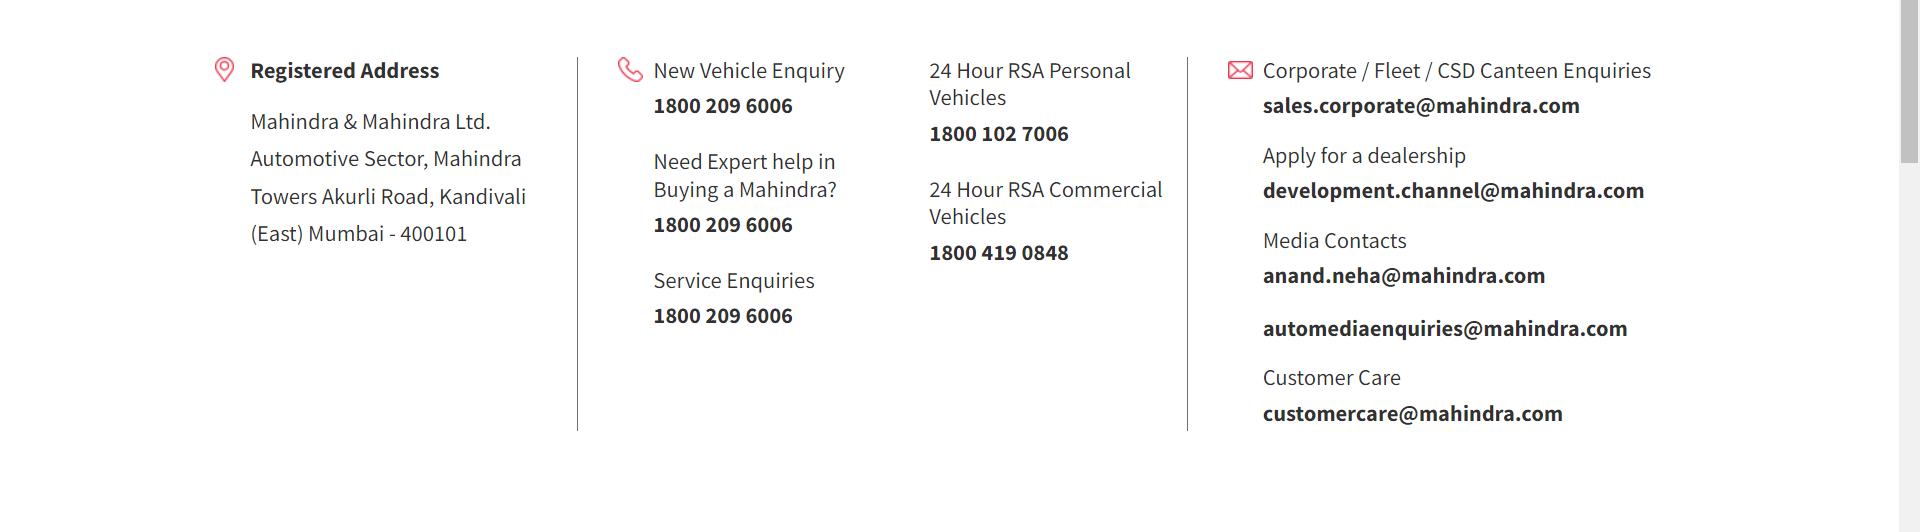 Registered Address
Mahindra & Mahindra Ltd.
Automotive Sector, Mahindra
Towers Akurli Road, Kandivali
(East) Mumbai - 400101
New Vehicle Enquiry
1800 209 6006
Need Expert help in
Buying a Mahindra?
1800 209 6006
Service Enquiries
1800 209 6006
24 Hour RSA Personal
Vehicles
1800 102 7006
24 Hour RSA Commercial
Vehicles
1800 419 0848
Corporate / Fleet / CSD Canteen Enquiries
sales.corporate@mahindra.com
Apply for a dealership
development.channel@mahindra.com
Media Contacts
anand.neha@mahindra.com
automediaenquiries@mahindra.com
Customer Care
customercare@mahindra.com